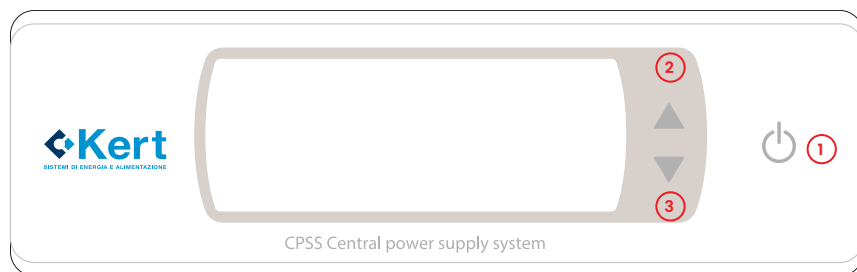 2
Kert
SISTEMI DI ENERGIA E ALIMENTAZIONE
1
3
CPSS Central power supply system